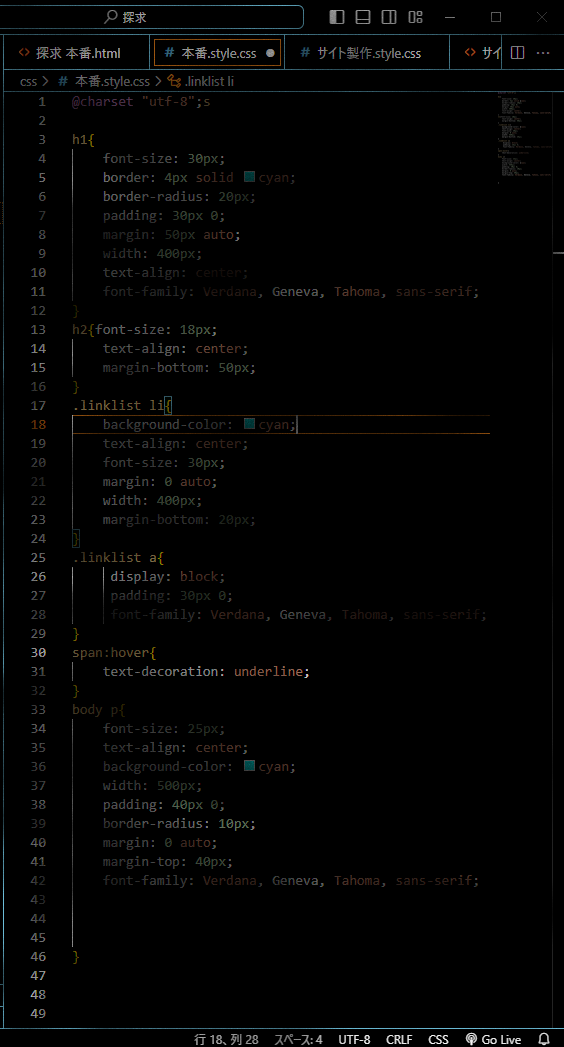 探求
探求 本番.html
# 本番.style.css
# サイト製作.style.css
サイ
css > # 本番.style.css > .linklist li
1 @charset "utf-8";s
2
3 h1{
4 font-size: 30px;
5 border: 4px solid cyan;
6 border-radius: 20px;
7 padding: 30px 0;
8 margin: 50px auto;
9 width: 400px;
10 text-align: center;
11 font-family: Verdana, Geneva, Tahoma, sans-serif;
12 }
13 h2{font-size: 18px;
14 text-align: center;
15 margin-bottom: 50px;
16 }
17 .linklist li{
18 background-color: cyan;
19 text-align: center;
20 font-size: 30px;
21 margin: 0 auto;
22 width: 400px;
23 margin-bottom: 20px;
24 }
25 .linklist a{
26 display: block;
27 padding: 30px 0;
28 font-family: Verdana, Geneva, Tahoma, sans-serif;
29 }
30 span:hover{
31 text-decoration: underline;
32 }
33 body p{
34 font-size: 25px;
35 text-align: center;
36 background-color: cyan;
37 width: 500px;
38 padding: 40px 0;
39 border-radius: 10px;
40 margin: 0 auto;
41 margin-top: 40px;
42 font-family: Verdana, Geneva, Tahoma, sans-serif;
43
44
45
46 }
47
48
49
行 18、列 28 スペース: 4 UTF-8 CRLF CSS Go Live